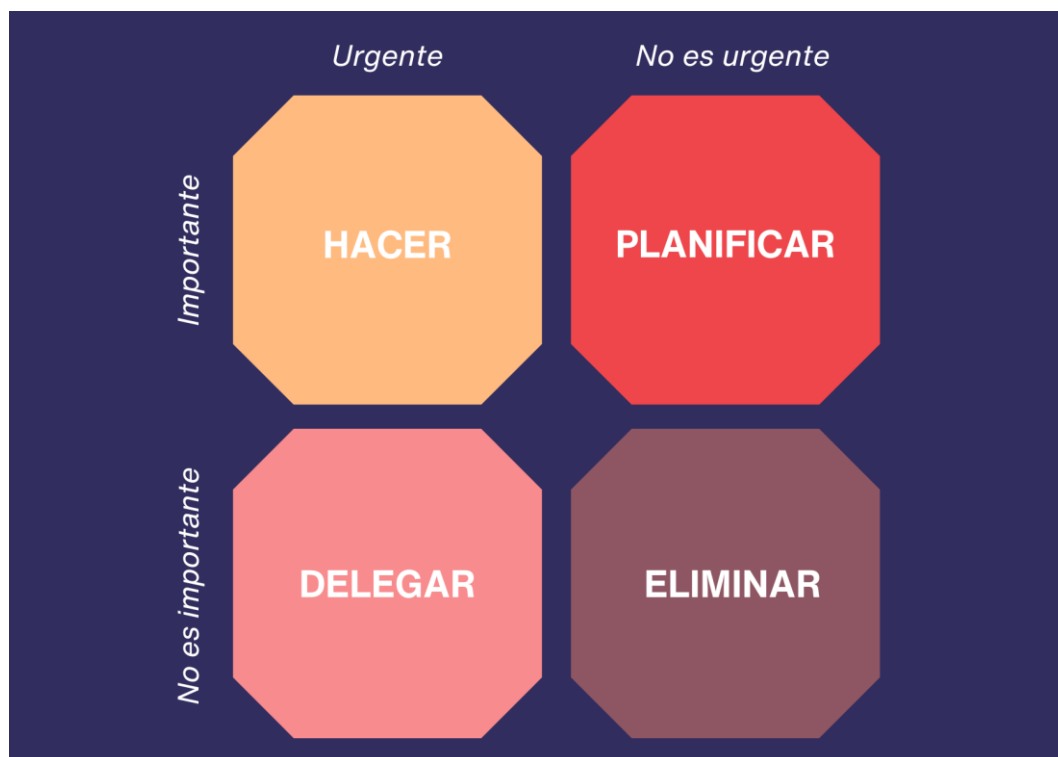 Urgente
No es urgente
Importante
HACER
PLANIFICAR
No es importante
DELEGAR
ELIMINAR